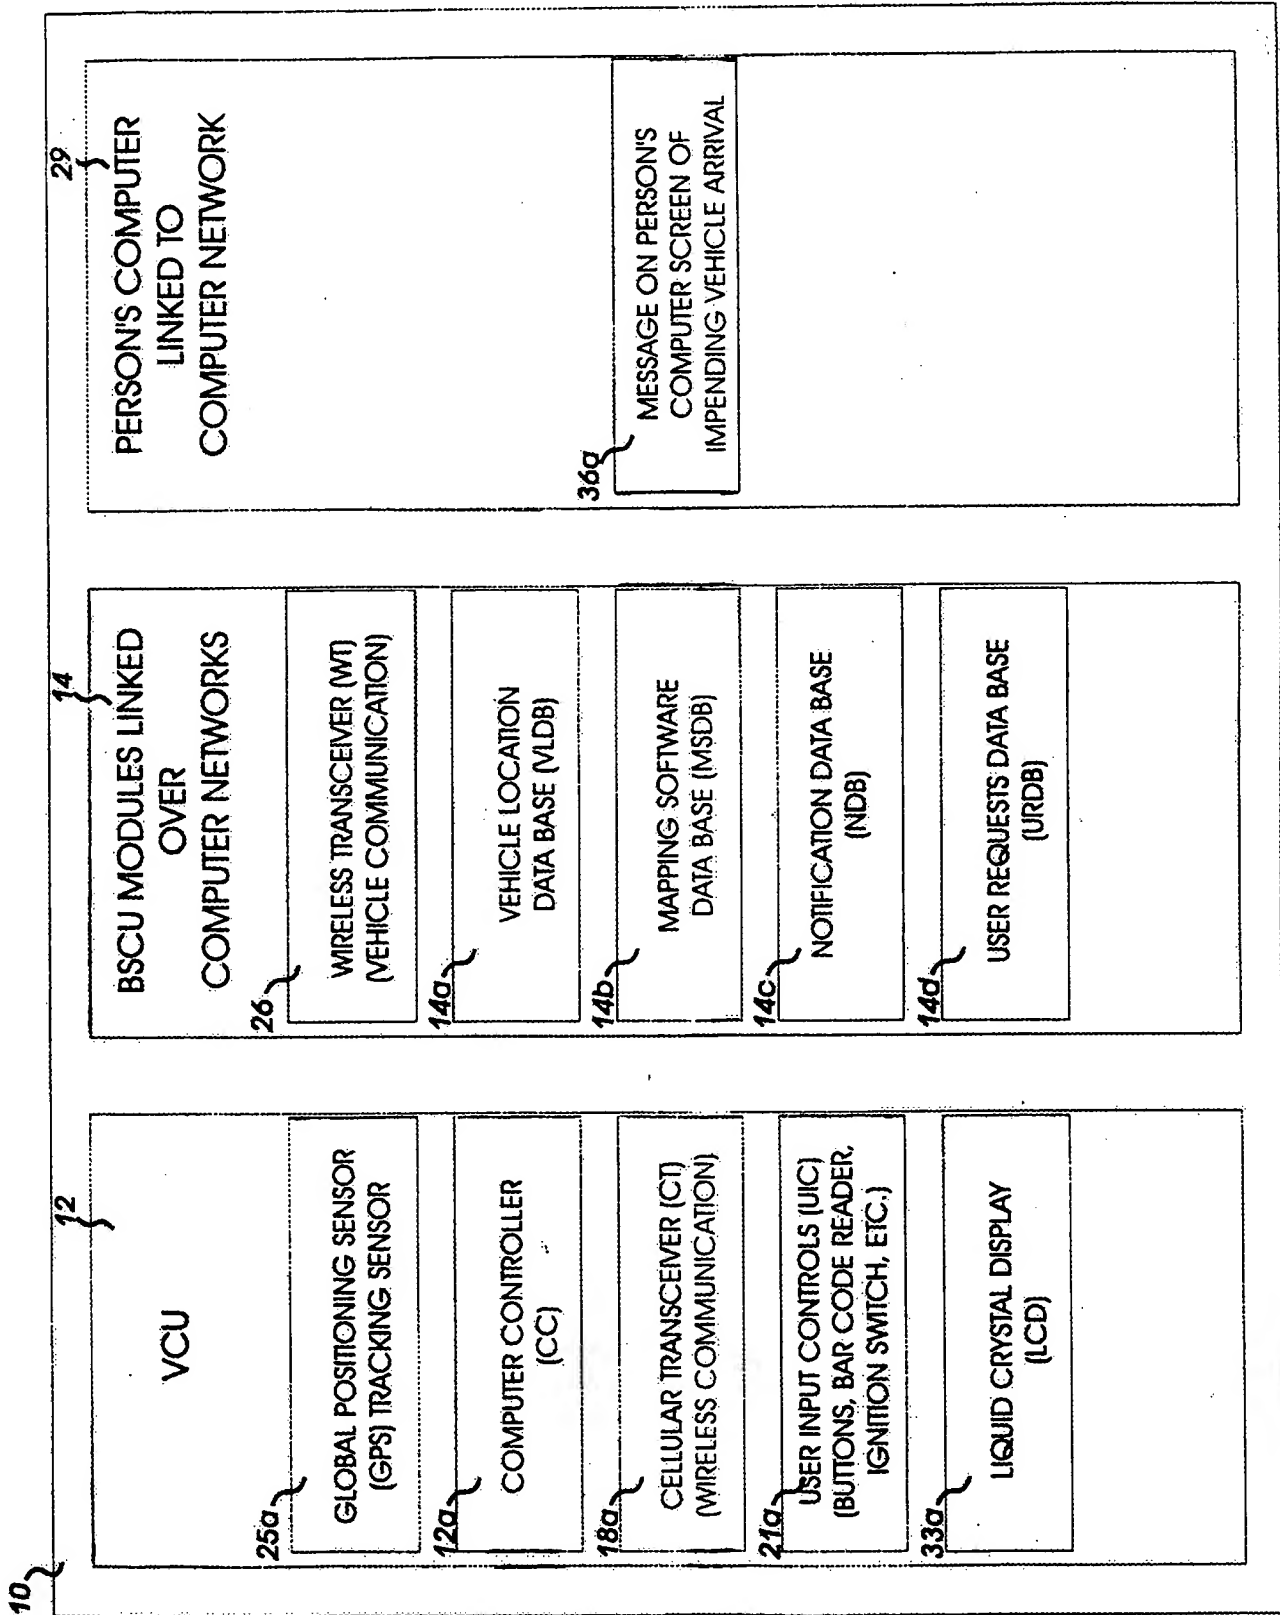 10
12
VCU
25a
GLOBAL POSITIONING SENSOR
(GPS) TRACKING SENSOR
12a
COMPUTER CONTROLLER
(CC)
18a
CELLULAR TRANSCEIVER (CT)
(WIRELESS COMMUNICATION)
21a
USER INPUT CONTROLS (UIC)
(BUTTONS, BAR CODE READER,
IGNITION SWITCH, ETC.)
33a
LIQUID CRYSTAL DISPLAY
(LCD)
14
BSCU MODULES LINKED
OVER
COMPUTER NETWORKS
26
WIRELESS TRANSCEIVER (WT)
(VEHICLE COMMUNICATION)
14a
VEHICLE LOCATION
DATA BASE (VLDB)
14b
MAPPING SOFTWARE
DATA BASE (MSDB)
14c
NOTIFICATION DATA BASE
(NDB)
14d
USER REQUESTS DATA BASE
(URDB)
29
PERSON'S COMPUTER
LINKED TO
COMPUTER NETWORK
36a
MESSAGE ON PERSON'S
COMPUTER SCREEN OF
IMPENDING VEHICLE ARRIVAL